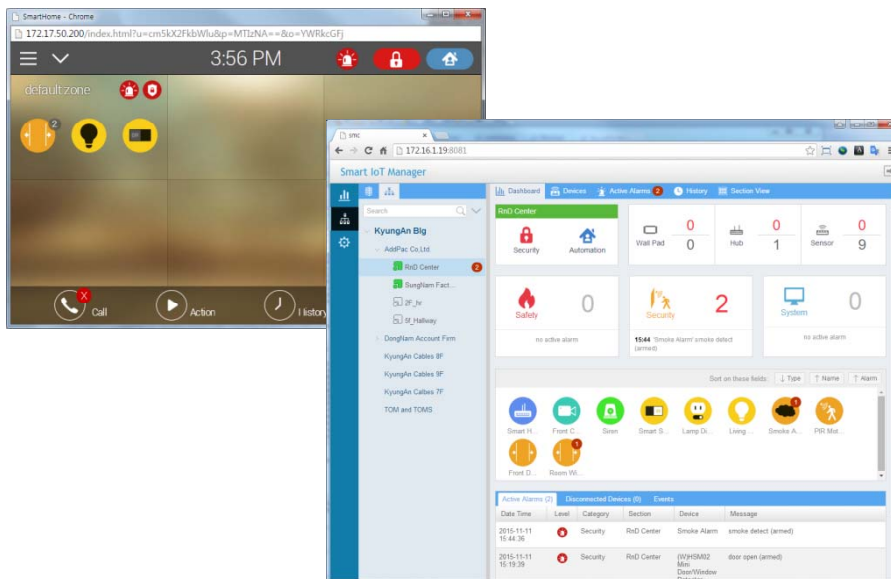 SmartHome - Chrome
172.17.50.200/index.html?u=cm5kX2FkbWlu&p=MTIzNA==&o=YWRkcGFj
3:56 PM
default zone
2
X
Call
Action
History
smc
172.16.1.19:8081
Smart IoT Manager
Dashboard
Devices
Active Alarms 2
History
Section View
Search
KyungAn Blg
AddPac Co,Ltd
RnD Center 2
SungNam Fact...
2F_hr
5f_Hallway
DongNam Account Firm
KyungAn Cables 8F
KyungAn Cables 9F
KyungAn Calbes 7F
TOM and TOMS
RnD Center
Security
Automation
Wall Pad 0 0
Hub 0 1
Sensor 0 9
Safety 0
no active alarm
Security 2
15:44 'Smoke Alarm' smoke detect (armed)
System 0
no active alarm
Sort on these fields: ↓ Type ↑ Name ↑ Alarm
Smart H...
Front C...
Siren
Smart S...
Lamp Di...
Living ...
Smoke A... 1
PIR Mot...
Front D...
Room Wi... 1
Active Alarms (2) Disconnected Devices (0) Events
Date Time Level Category Section Device Message
2015-11-11 15:44:36 Security RnD Center Smoke Alarm smoke detect (armed)
2015-11-11 15:19:39 Security RnD Center (W)HSM02 Mini Door/Window door open (armed)